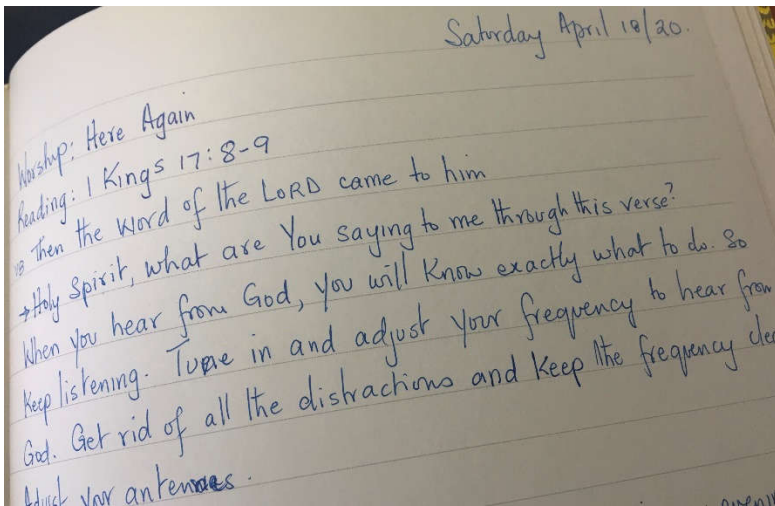 Saturday April 18/20.
Worship: Here Again
Reading: 1 Kings 17:8-9
V8 Then the word of the LORD came to him
→Holy Spirit, what are You saying to me through this verse?
When you hear from God, you will know exactly what to do. So
Keep listening. Tune in and adjust your frequency to hear from
God. Get rid of all the distractions and keep the frequency
Adjust your antennaes.